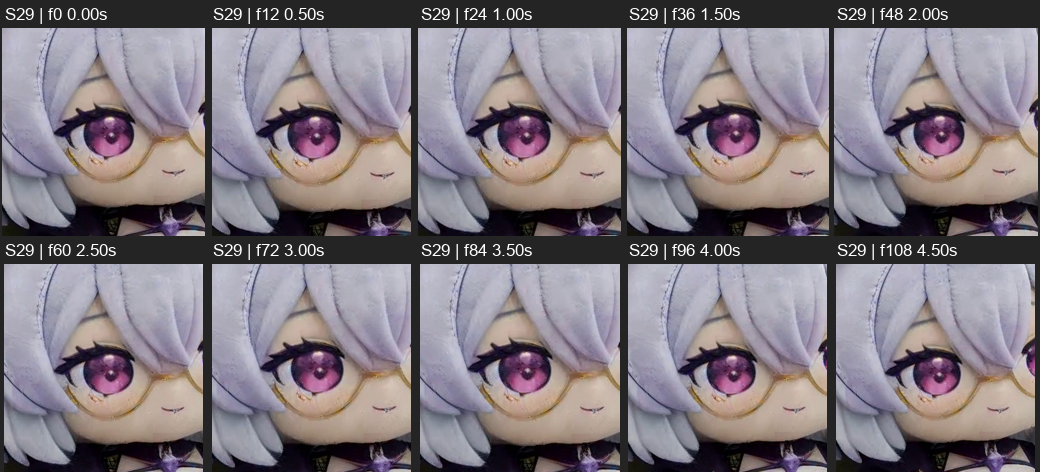 S29 | f0 0.00s
S29 | f12 0.50s
S29 | f24 1.00s
S29 | f36 1.50s
S29 | f48 2.00s
S29 | f60 2.50s
S29 | f72 3.00s
S29 | f84 3.50s
S29 | f96 4.00s
S29 | f108 4.50s